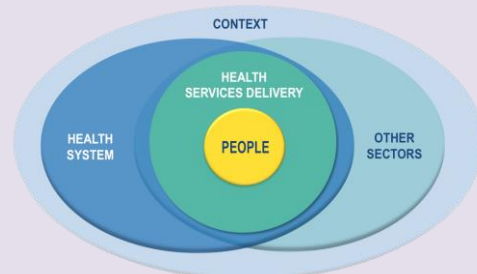 CONTEXT
HEALTH
SERVICES DELIVERY
HEALTH
SYSTEM
PEOPLE
OTHER
SECTORS